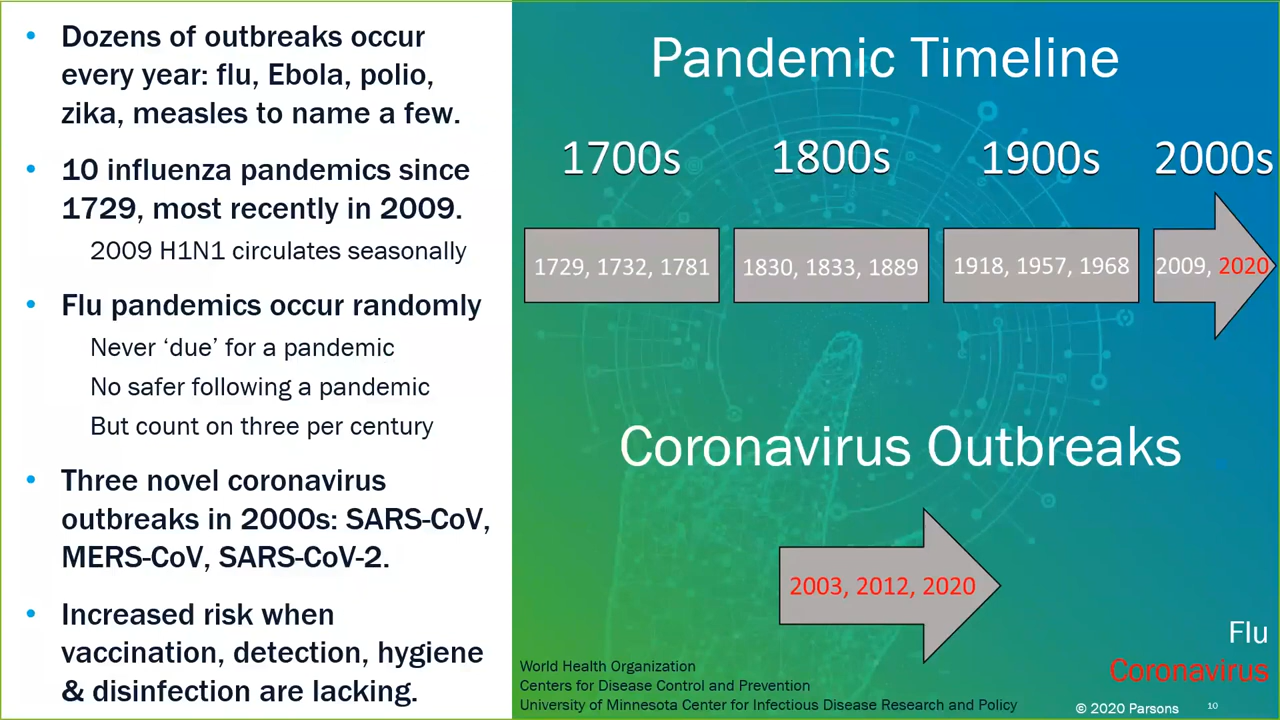 • Dozens of outbreaks occur
every year: flu, Ebola, polio,
zika, measles to name a few.
• 10 influenza pandemics since
1729, most recently in 2009.
2009 H1N1 circulates seasonally
• Flu pandemics occur randomly
Never ‘due’ for a pandemic
No safer following a pandemic
But count on three per century
• Three novel coronavirus
outbreaks in 2000s: SARS-CoV,
MERS-CoV, SARS-CoV-2.
• Increased risk when
vaccination, detection, hygiene
& disinfection are lacking.
Pandemic Timeline
1700s 1800s 1900s 2000s
1729, 1732, 1781 1830, 1833, 1889 1918, 1957, 1968 2009, 2020
Coronavirus Outbreaks
2003, 2012, 2020
Flu
Coronavirus
World Health Organization
Centers for Disease Control and Prevention
University of Minnesota Center for Infectious Disease Research and Policy
© 2020 Parsons 10